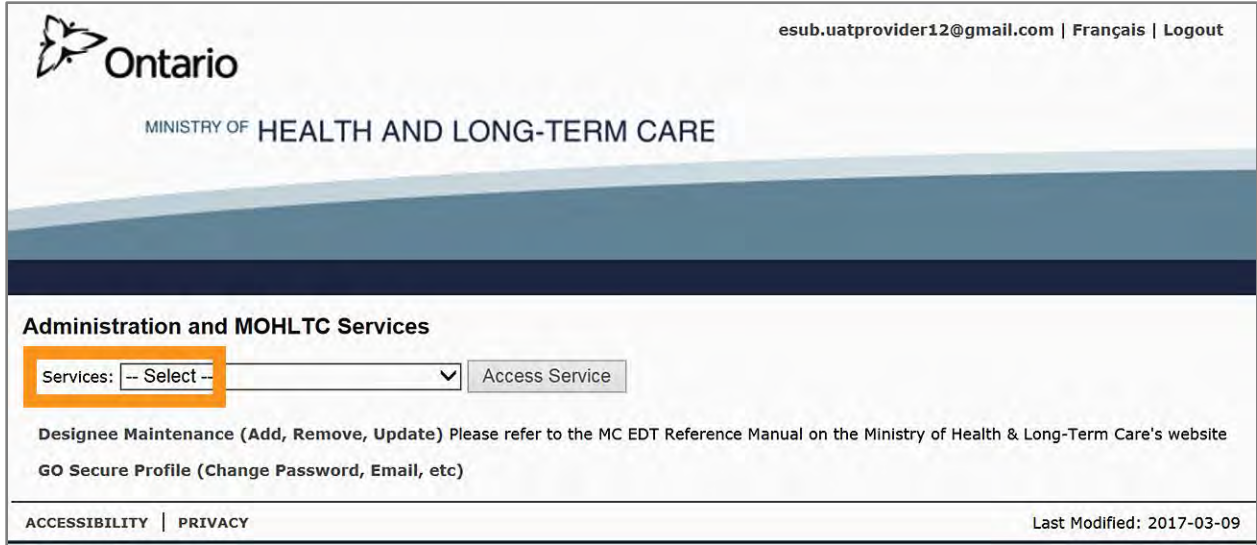 esub.uatprovider12@gmail.com | Français | Logout
Ontario
MINISTRY OF HEALTH AND LONG-TERM CARE
Administration and MOHLTC Services
Services: -- Select -- Access Service
Designee Maintenance (Add, Remove, Update) Please refer to the MC EDT Reference Manual on the Ministry of Health & Long-Term Care's website
GO Secure Profile (Change Password, Email, etc)
ACCESSIBILITY | PRIVACY Last Modified: 2017-03-09